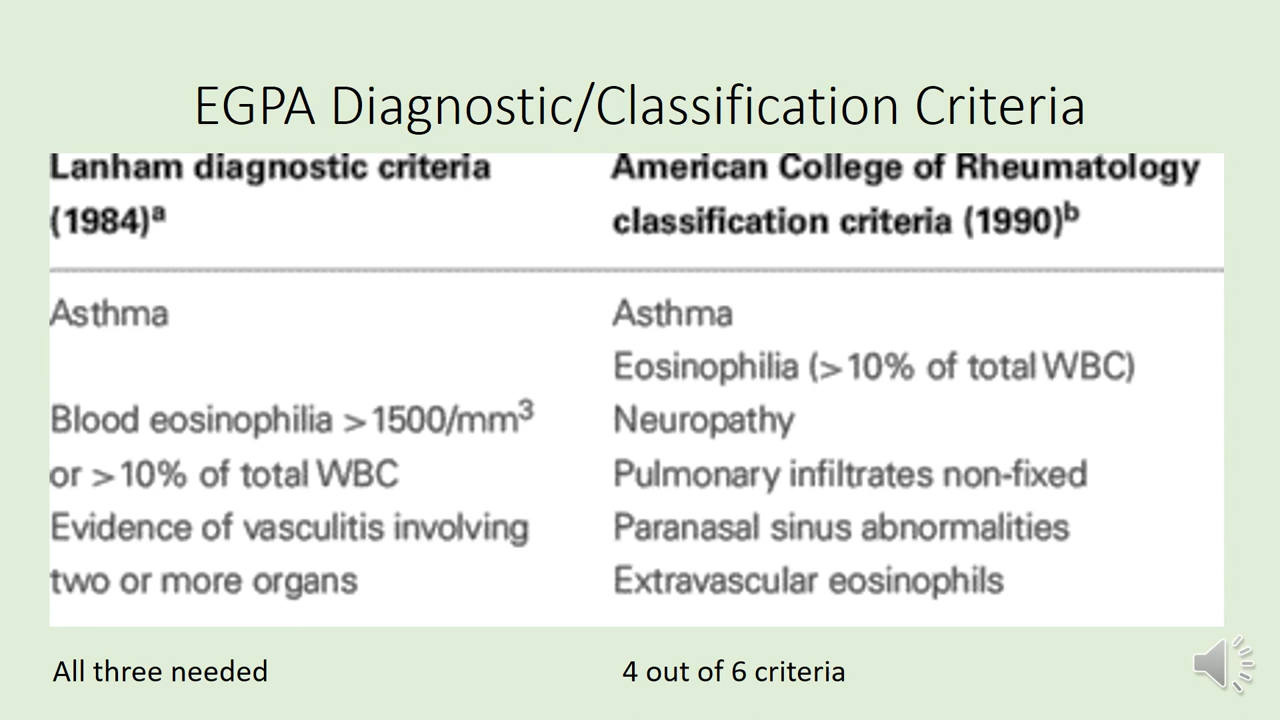 EGPA Diagnostic/Classification Criteria
Lanham diagnostic criteria
(1984)ª
American College of Rheumatology
classification criteria (1990)ᵇ
Asthma
Blood eosinophilia >1500/mm³
or >10% of total WBC
Evidence of vasculitis involving
two or more organs
Asthma
Eosinophilia (>10% of total WBC)
Neuropathy
Pulmonary infiltrates non-fixed
Paranasal sinus abnormalities
Extravascular eosinophils
All three needed
4 out of 6 criteria